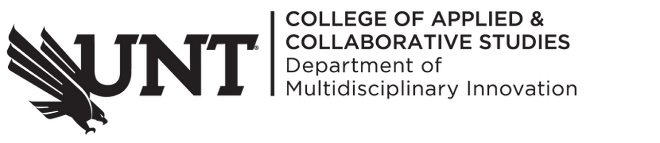 UNT®
COLLEGE OF APPLIED &
COLLABORATIVE STUDIES
Department of
Multidisciplinary Innovation